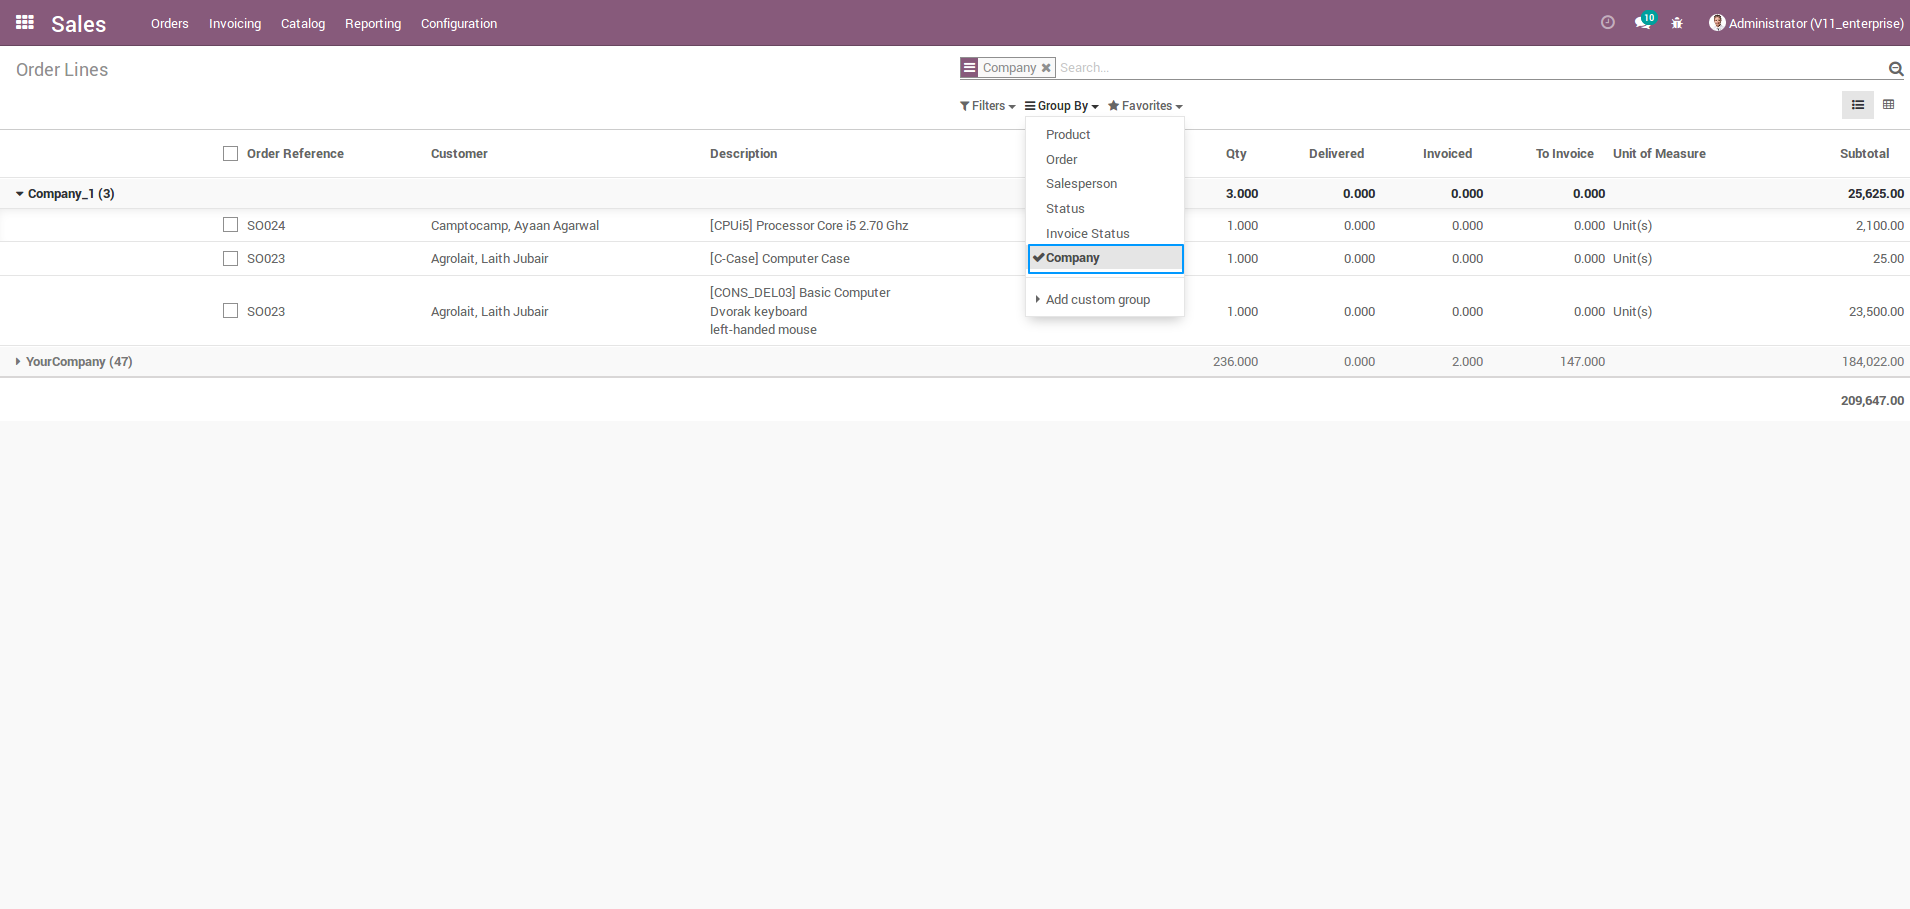 Sales Orders Invoicing Catalog Reporting Configuration 10 Administrator (V11_enterprise)
Order Lines
Company Search...
Filters Group By Favorites
Product
Order
Salesperson
Status
Invoice Status
Company
Add custom group
Order Reference Customer Description Qty Delivered Invoiced To Invoice Unit of Measure Subtotal
Company_1 (3) 3.000 0.000 0.000 0.000 25,625.00
SO024 Camptocamp, Ayaan Agarwal [CPUi5] Processor Core i5 2.70 Ghz 1.000 0.000 0.000 0.000 Unit(s) 2,100.00
SO023 Agrolait, Laith Jubair [C-Case] Computer Case 1.000 0.000 0.000 0.000 Unit(s) 25.00
[CONS_DEL03] Basic Computer
SO023 Agrolait, Laith Jubair Dvorak keyboard 1.000 0.000 0.000 0.000 Unit(s) 23,500.00
left-handed mouse
YourCompany (47) 236.000 0.000 2.000 147.000 184,022.00
209,647.00